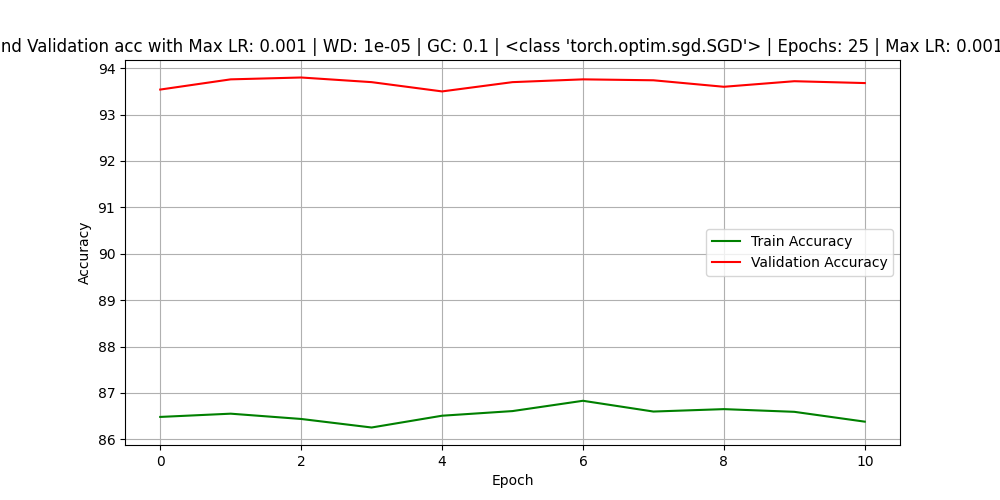 nd Validation acc with Max LR: 0.001 | WD: 1e-05 | GC: 0.1 | <class 'torch.optim.sgd.SGD'> | Epochs: 25 | Max LR: 0.001
94
93
92
91
90
89
88
87
86
Accuracy
Train Accuracy
Validation Accuracy
0 2 4 6 8 10
Epoch